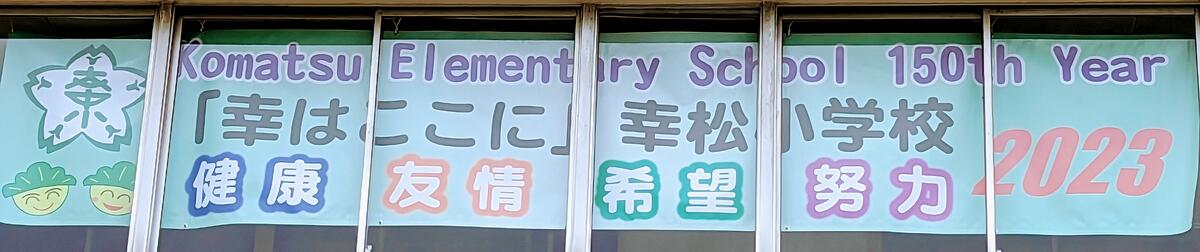 Komatsu Elementary School 150th Year
「幸はここに」 幸松小学校
健康 友情 希望 努力
2023